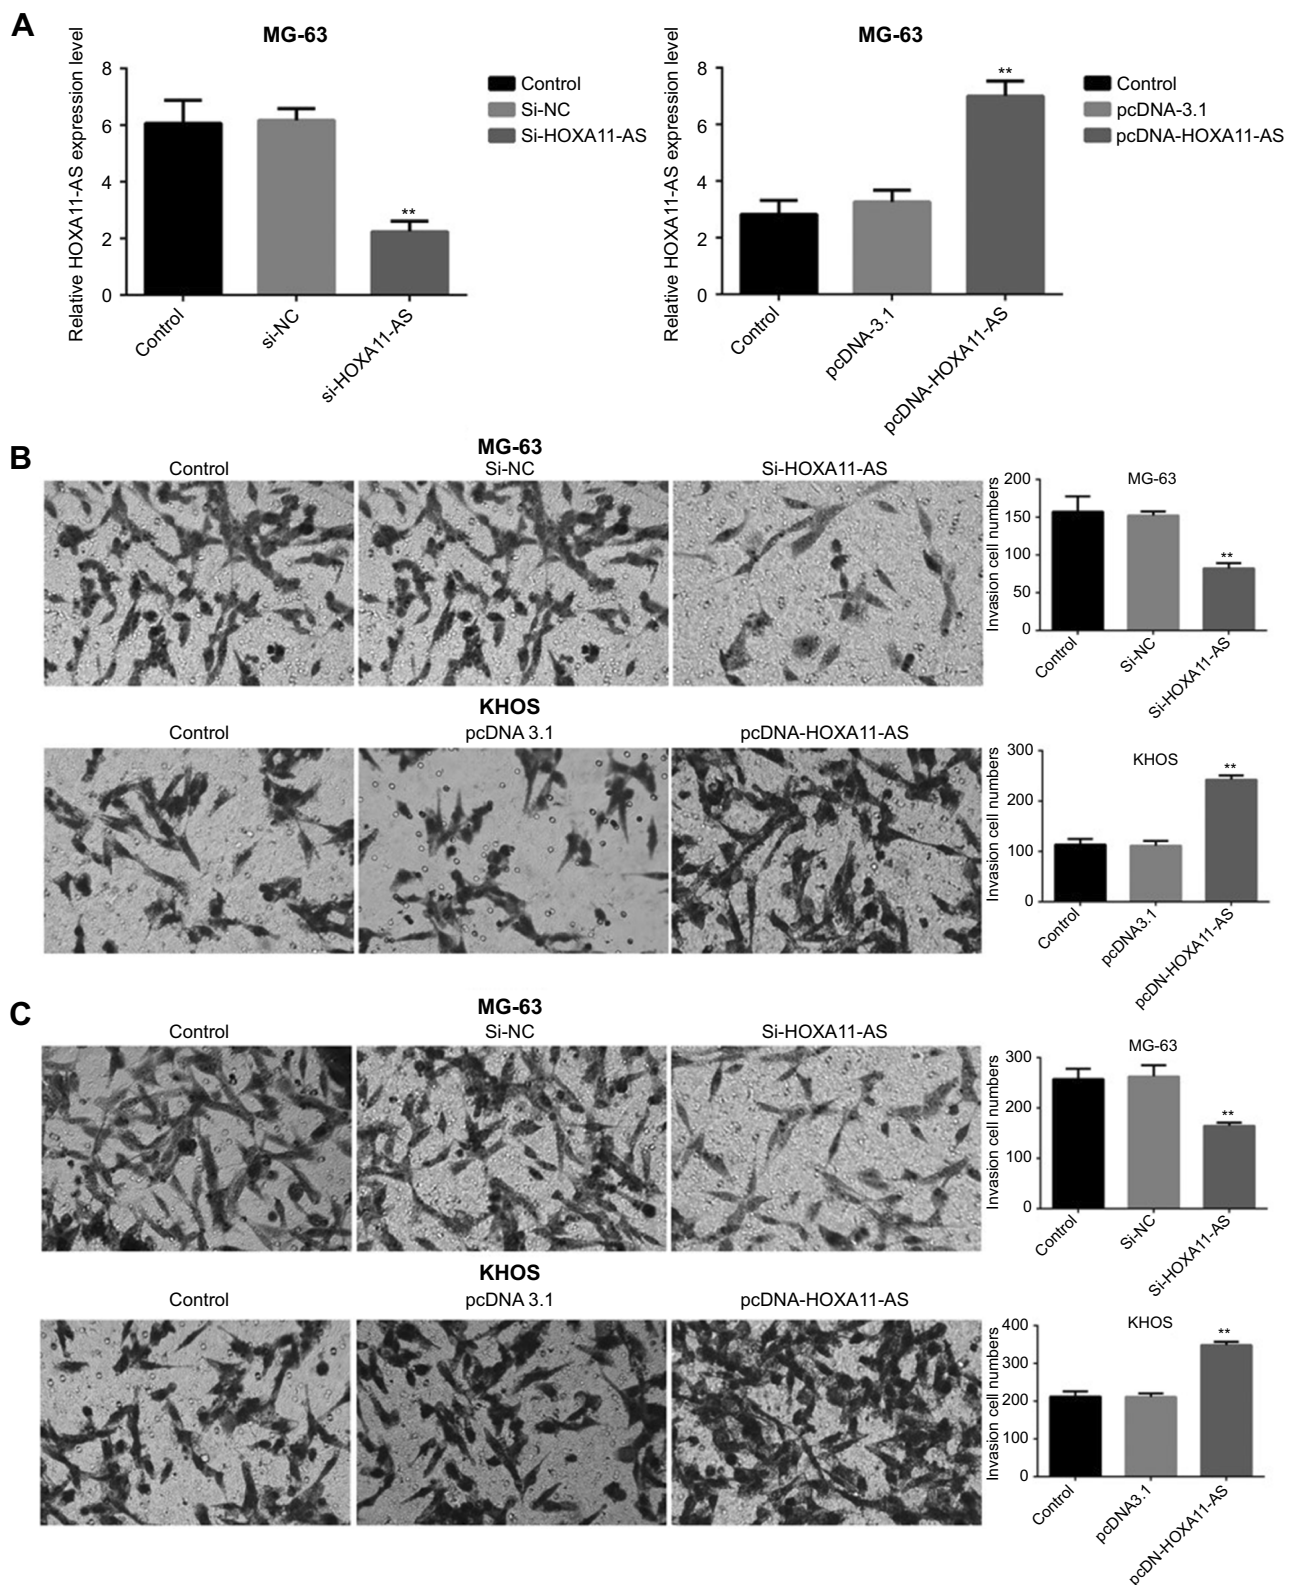 A
MG-63
Relative HOXA11-AS expression level
8
6
4
2
0
**
Control
si-NC
si-HOXA11-AS
Control
Si-NC
Si-HOXA11-AS
MG-63
Relative HOXA11-AS expression level
8
6
4
2
0
**
Control
pcDNA-3.1
pcDNA-HOXA11-AS
Control
pcDNA-3.1
pcDNA-HOXA11-AS
B
MG-63
Control
Si-NC
Si-HOXA11-AS
MG-63
Invasion cell numbers
200
150
100
50
0
**
Control
Si-NC
Si-HOXA11-AS
KHOS
Control
pcDNA 3.1
pcDNA-HOXA11-AS
KHOS
Invasion cell numbers
300
200
100
0
**
Control
pcDNA3.1
pcDN-HOXA11-AS
C
MG-63
Control
Si-NC
Si-HOXA11-AS
MG-63
Invasion cell numbers
300
200
100
0
**
Control
Si-NC
Si-HOXA11-AS
KHOS
Control
pcDNA 3.1
pcDNA-HOXA11-AS
KHOS
Invasion cell numbers
400
300
200
100
0
**
Control
pcDNA3.1
pcDN-HOXA11-AS